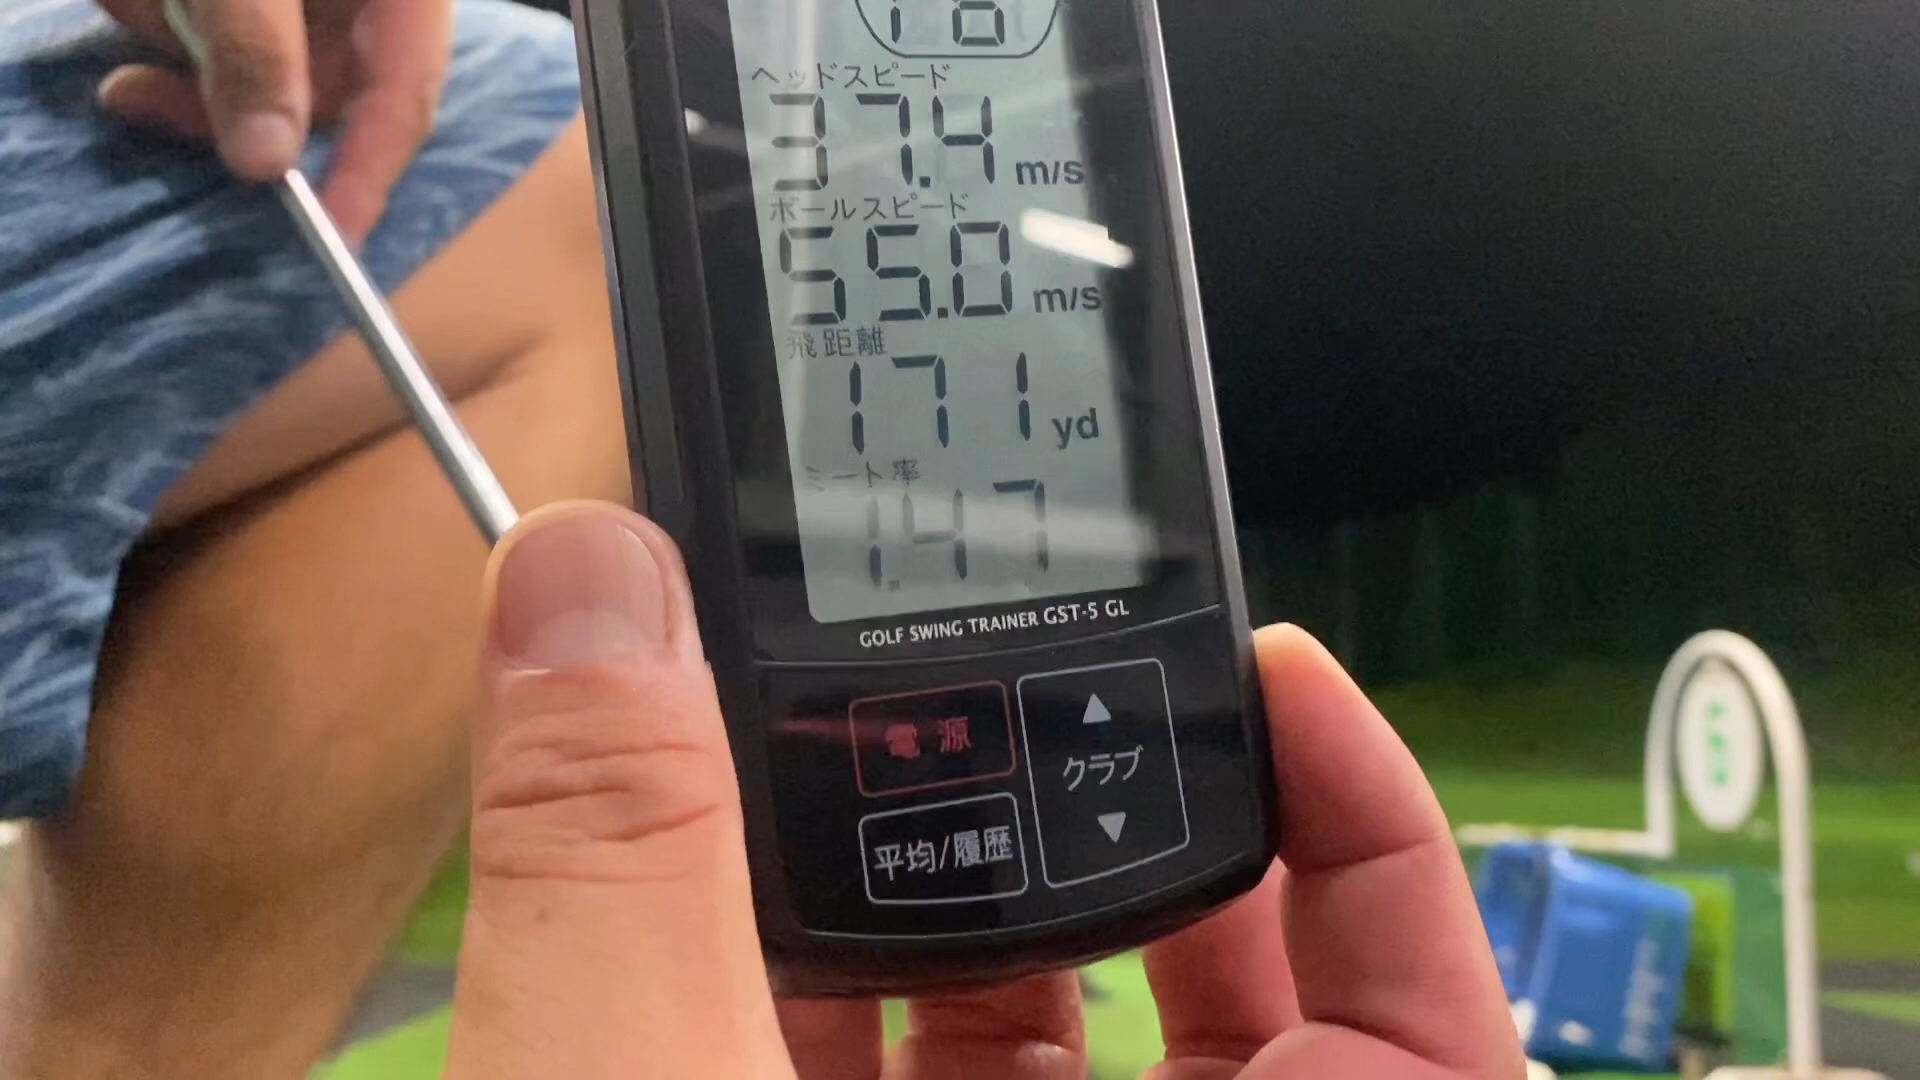 ヘッドスピード
37.4 m/s
ボールスピード
55.0 m/s
飛距離
171 yd
ミート率
1.47
GOLF SWING TRAINER GST-5 GL
電源
▲
クラブ
▼
平均/履歴